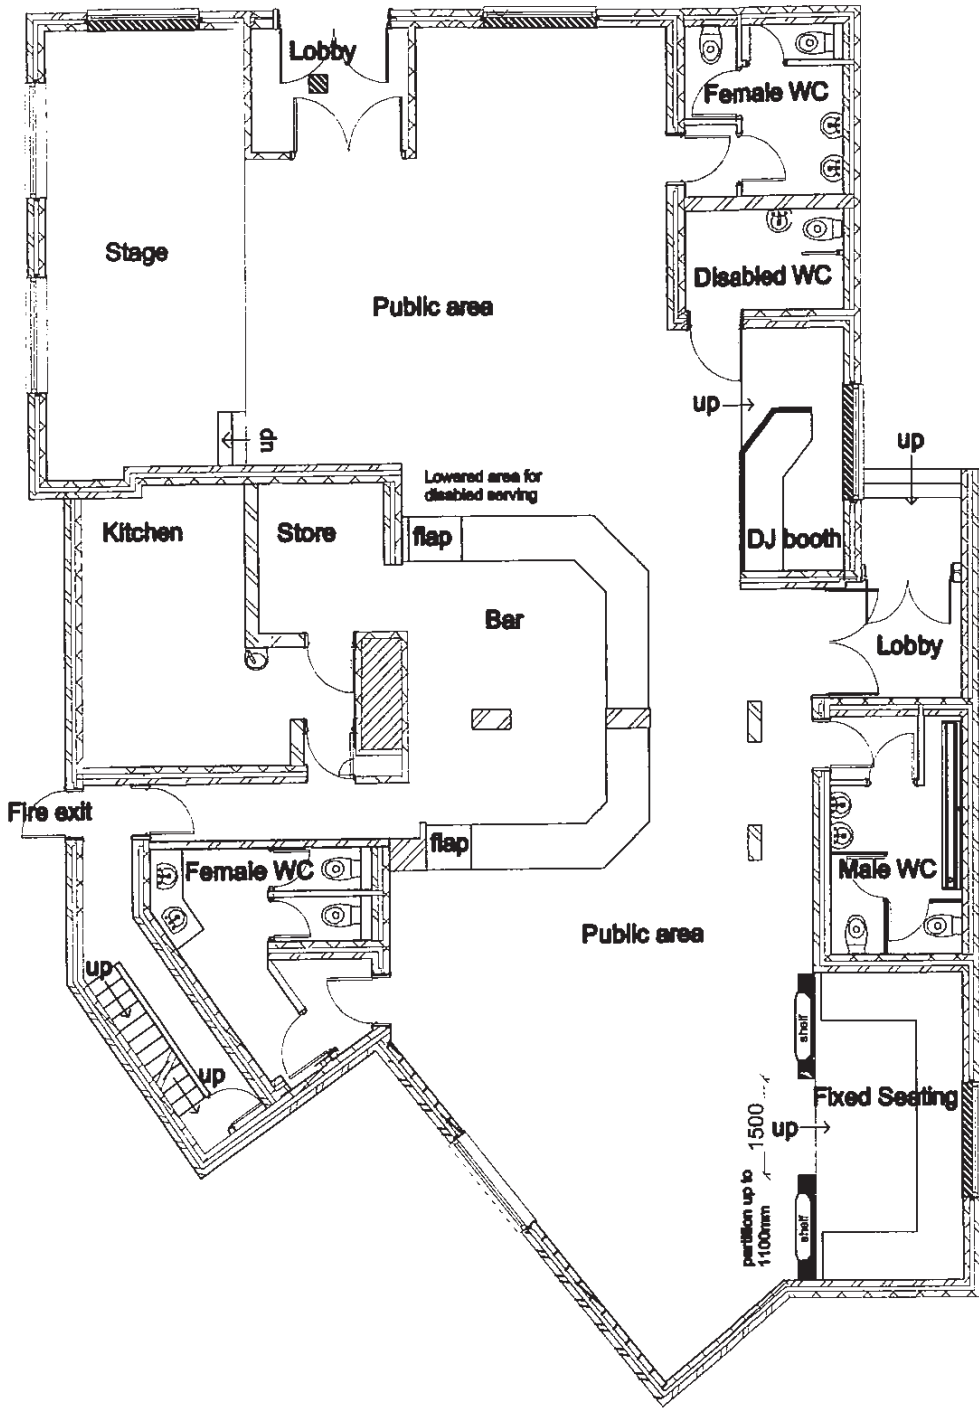 Lobby
Female WC
Stage
Disabled WC
Public area
up
up
up
Lowered area for
disabled serving
Kitchen
Store
flap
DJ booth
Bar
Lobby
Fire exit
flap
Female WC
Male WC
Public area
up
shelf
up
Fixed Seating
1500
up
partition up to
1100mm
shelf